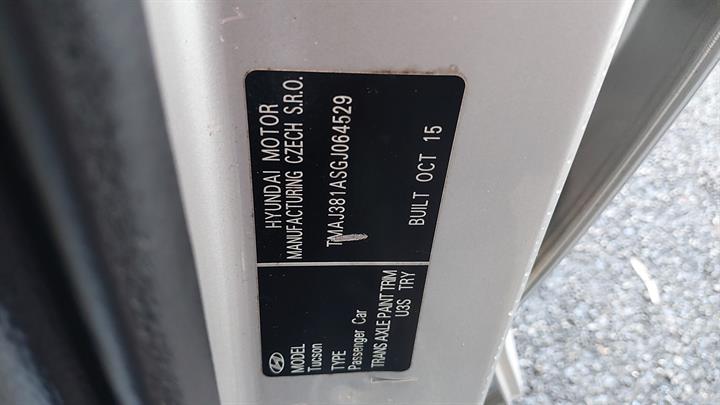 HYUNDAI MOTOR
MANUFACTURING CZECH S.R.O.
TMAJ381ASGJ064529
BUILT OCT 15
MODEL
Tucson
TYPE
Passenger Car
TRANS AXLE PAINT TRIM
U3S TRY